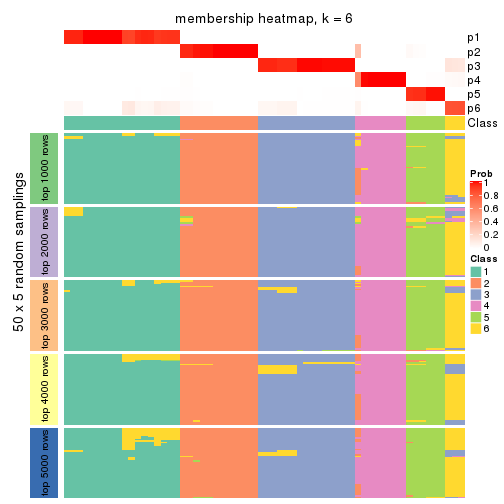 membership heatmap, k = 6
p1
p2
p3
p4
p5
p6
Class
50 x 5 random samplings
top 1000 rows
top 2000 rows
top 3000 rows
top 4000 rows
top 5000 rows
Prob
1
0.8
0.6
0.4
0.2
0
Class
1
2
3
4
5
6